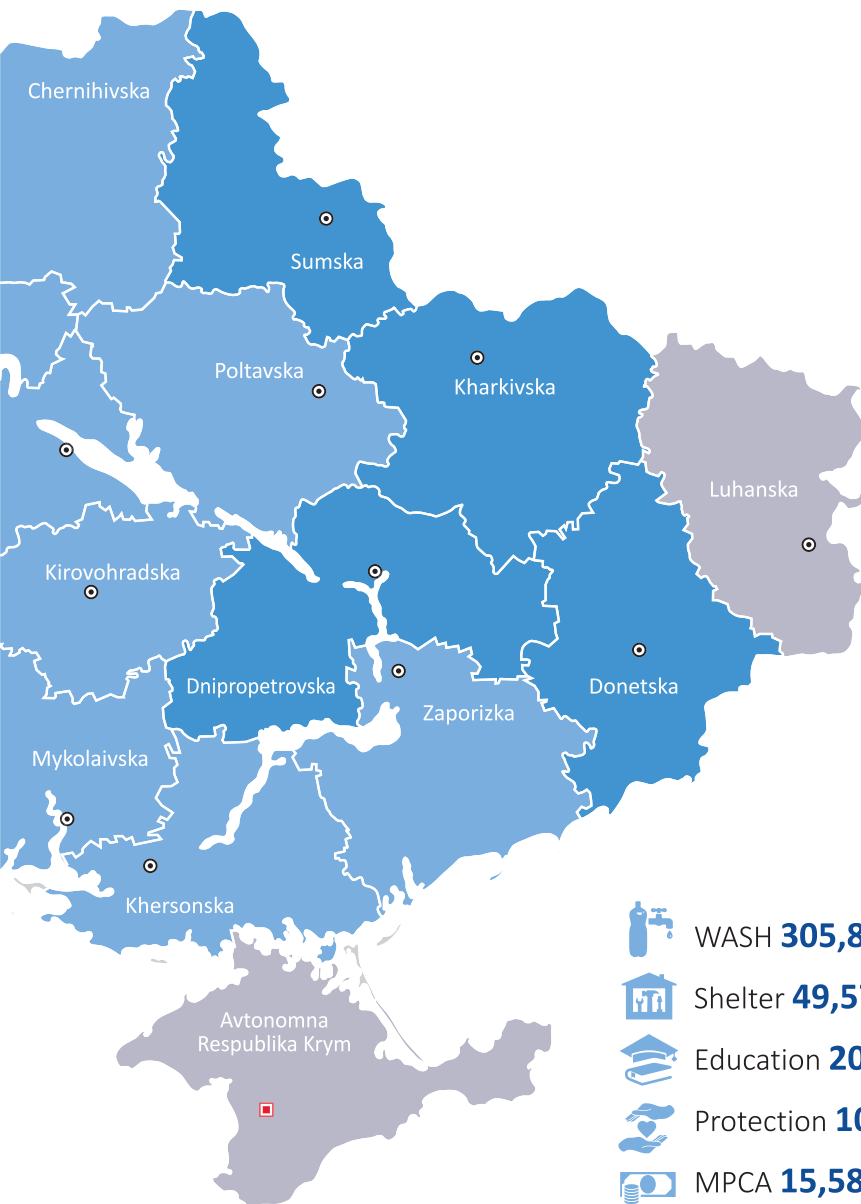 Chernihivska
Sumska
Poltavska
Kharkivska
Luhanska
Kirovohradska
Dnipropetrovska
Donetska
Zaporizka
Mykolaivska
Khersonska
Avtonomna
Respublika Krym
WASH 305,8
Shelter 49,57
Education 20
Protection 10
MPCA 15,58